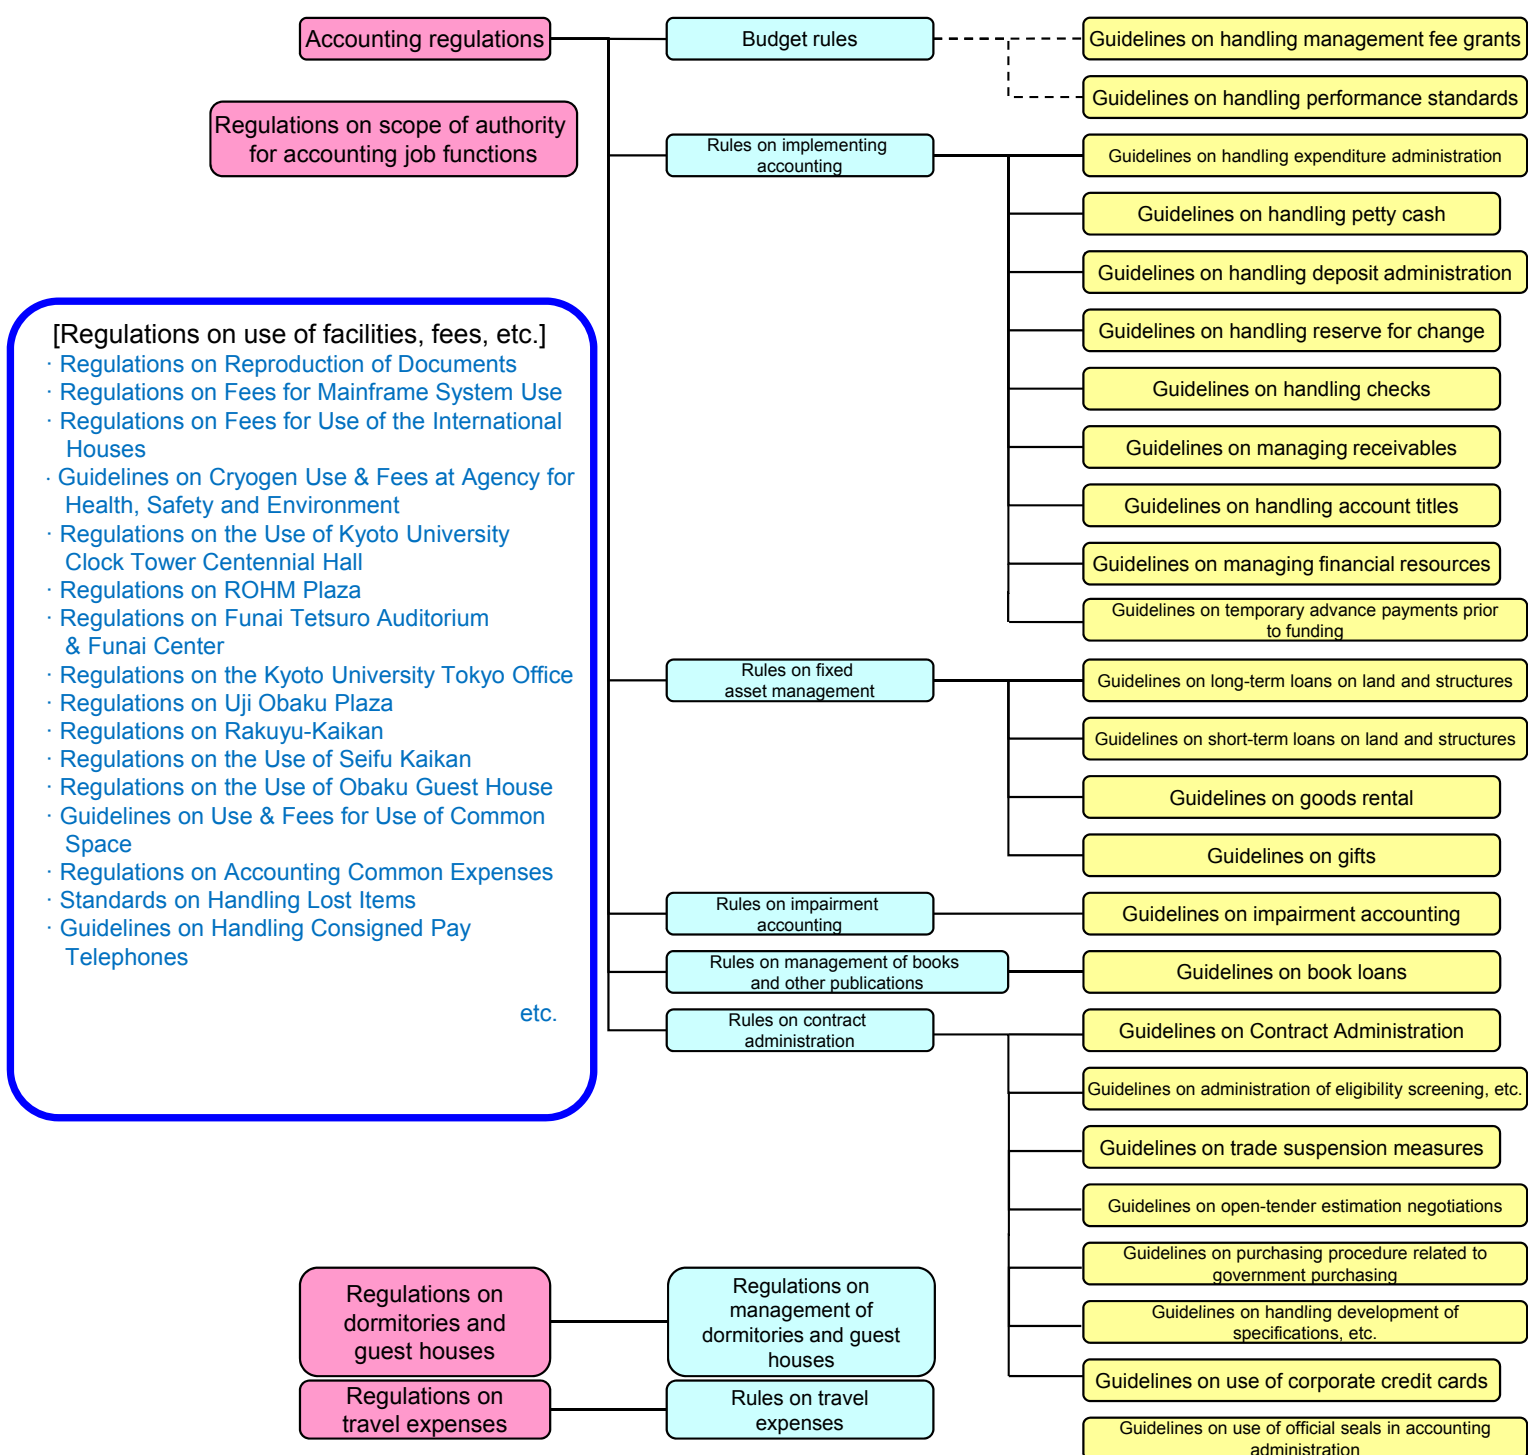 Accounting regulations
Regulations on scope of authority
for accounting job functions
[Regulations on use of facilities, fees, etc.]
· Regulations on Reproduction of Documents
· Regulations on Fees for Mainframe System Use
· Regulations on Fees for Use of the International
Houses
· Guidelines on Cryogen Use & Fees at Agency for
Health, Safety and Environment
· Regulations on the Use of Kyoto University
Clock Tower Centennial Hall
· Regulations on ROHM Plaza
· Regulations on Funai Tetsuro Auditorium
& Funai Center
· Regulations on the Kyoto University Tokyo Office
· Regulations on Uji Obaku Plaza
· Regulations on Rakuyu-Kaikan
· Regulations on the Use of Seifu Kaikan
· Regulations on the Use of Obaku Guest House
· Guidelines on Use & Fees for Use of Common
Space
· Regulations on Accounting Common Expenses
· Standards on Handling Lost Items
· Guidelines on Handling Consigned Pay
Telephones
etc.
Regulations on
dormitories and
guest houses
Regulations on
travel expenses
Budget rules
Rules on implementing
accounting
Rules on fixed
asset management
Rules on impairment
accounting
Rules on management of books
and other publications
Rules on contract
administration
Regulations on
management of
dormitories and guest
houses
Rules on travel
expenses
Guidelines on handling management fee grants
Guidelines on handling performance standards
Guidelines on handling expenditure administration
Guidelines on handling petty cash
Guidelines on handling deposit administration
Guidelines on handling reserve for change
Guidelines on handling checks
Guidelines on managing receivables
Guidelines on handling account titles
Guidelines on managing financial resources
Guidelines on temporary advance payments prior
to funding
Guidelines on long-term loans on land and structures
Guidelines on short-term loans on land and structures
Guidelines on goods rental
Guidelines on gifts
Guidelines on impairment accounting
Guidelines on book loans
Guidelines on Contract Administration
Guidelines on administration of eligibility screening, etc.
Guidelines on trade suspension measures
Guidelines on open-tender estimation negotiations
Guidelines on purchasing procedure related to
government purchasing
Guidelines on handling development of
specifications, etc.
Guidelines on use of corporate credit cards
Guidelines on use of official seals in accounting
administration